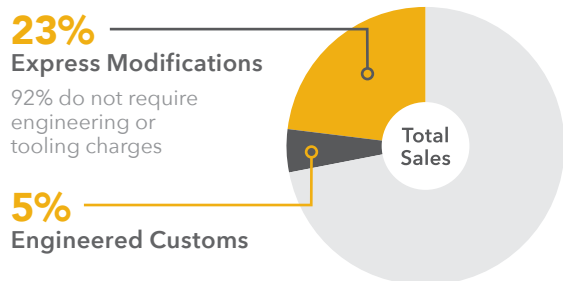 23%
Express Modifications
92% do not require
engineering or
tooling charges
5%
Engineered Customs
Total
Sales